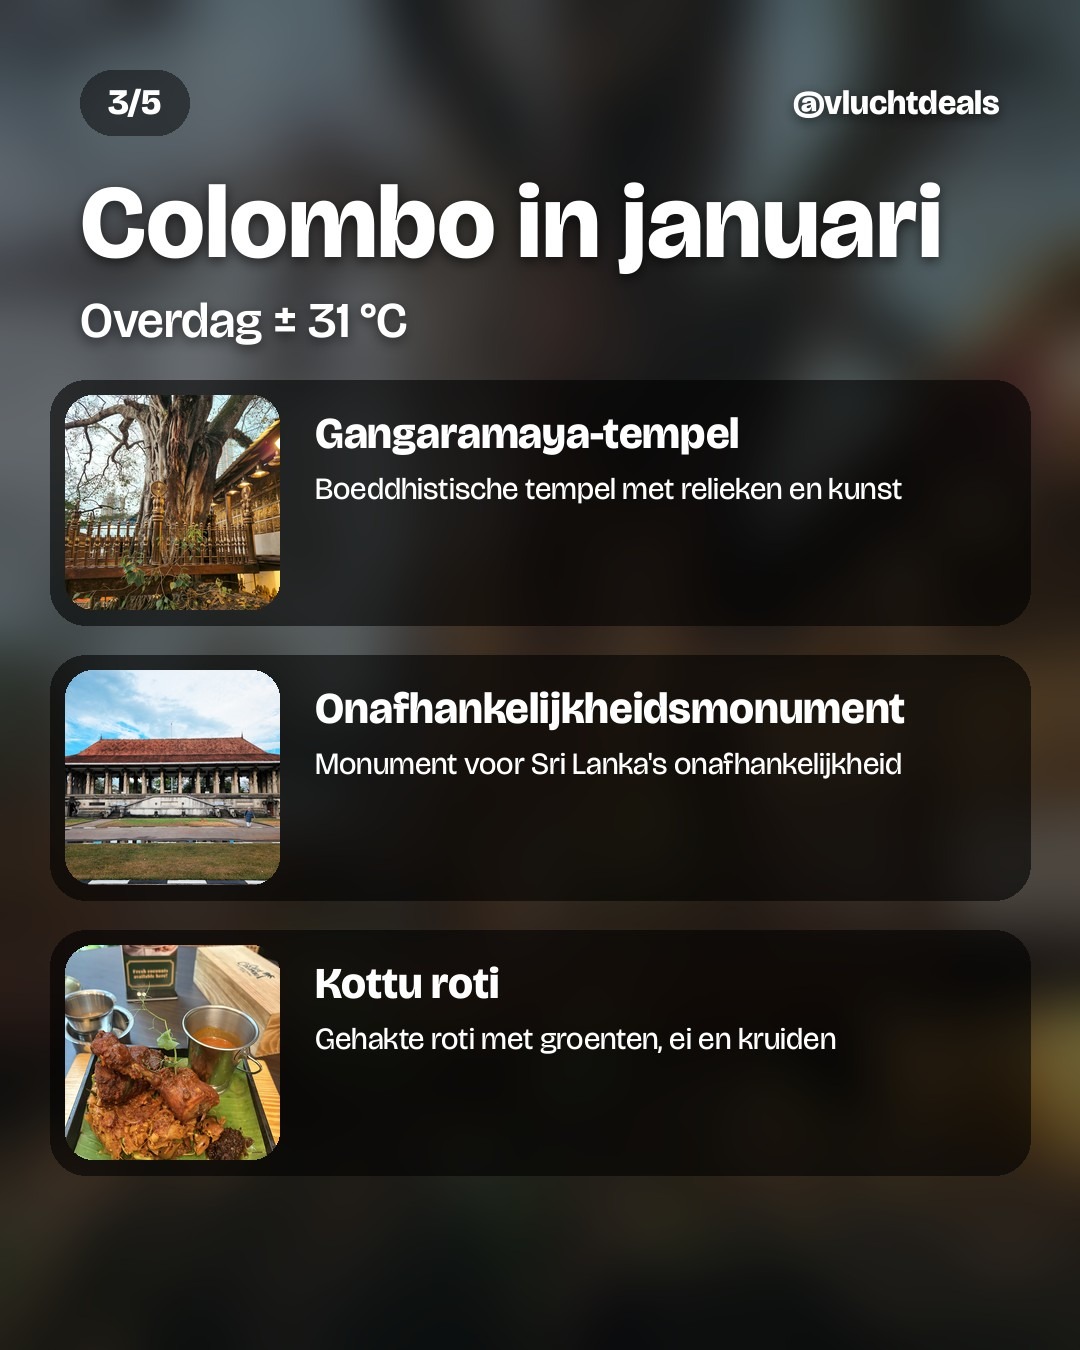 3/5
@vluchtdeals
Colombo in januari
Overdag ± 31 °C
Gangaramaya-tempel
Boeddhistische tempel met relieken en kunst
Onafhankelijkheidsmonument
Monument voor Sri Lanka's onafhankelijkheid
Kottu roti
Gehakte roti met groenten, ei en kruiden